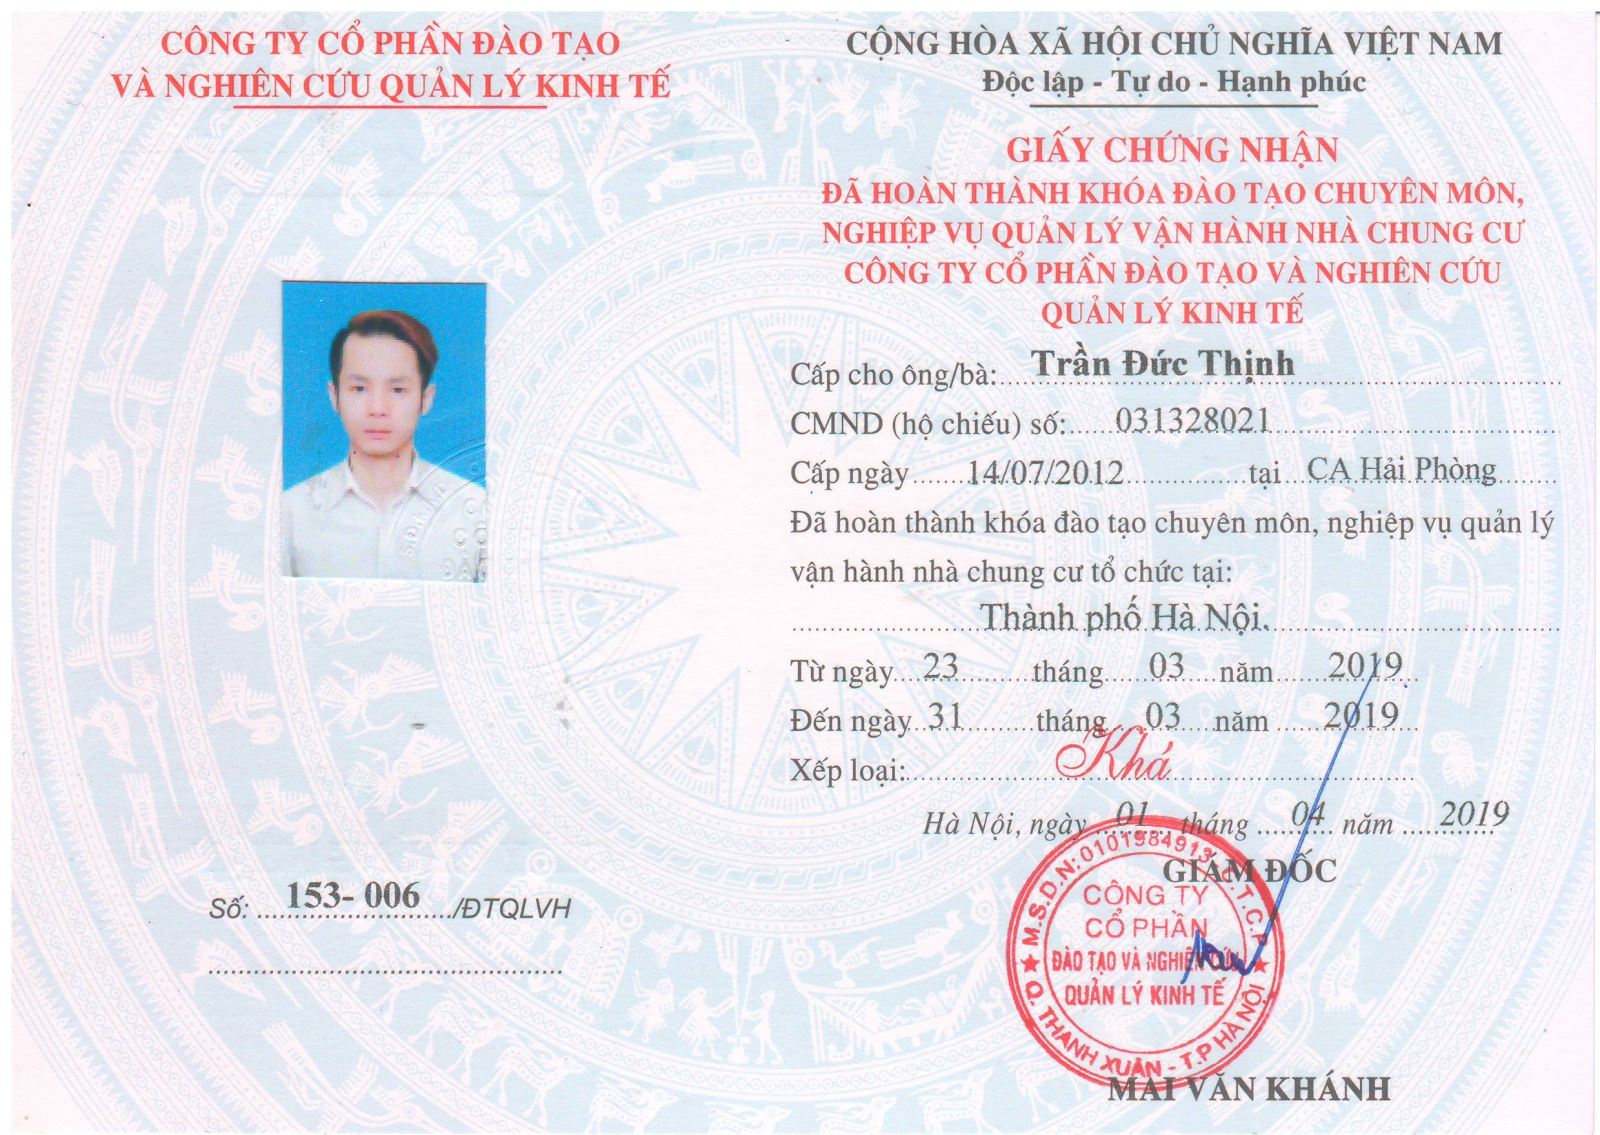 CÔNG TY CỔ PHẦN ĐÀO TẠO
VÀ NGHIÊN CỨU QUẢN LÝ KINH TẾ
Số: 153- 006 /ĐTQLVH
CỘNG HÒA XÃ HỘI CHỦ NGHĨA VIỆT NAM
Độc lập - Tự do - Hạnh phúc
GIẤY CHỨNG NHẬN
ĐÃ HOÀN THÀNH KHÓA ĐÀO TẠO CHUYÊN MÔN,
NGHIỆP VỤ QUẢN LÝ VẬN HÀNH NHÀ CHUNG CƯ
CÔNG TY CỔ PHẦN ĐÀO TẠO VÀ NGHIÊN CỨU
QUẢN LÝ KINH TẾ
Cấp cho ông/bà: Trần Đức Thịnh
CMND (hộ chiếu) số: 031328021
Cấp ngày 14/07/2012 tại CA Hải Phòng
Đã hoàn thành khóa đào tạo chuyên môn, nghiệp vụ quản lý
vận hành nhà chung cư tổ chức tại:
Thành phố Hà Nội.
Từ ngày 23 tháng 03 năm 2019
Đến ngày 31 tháng 03 năm 2019
Xếp loại: Khá
Hà Nội, ngày 01 tháng 04 năm 2019
GIÁM ĐỐC
M.S.D.N: 0101984913 C.T.C.P
CÔNG TY
CỔ PHẦN
ĐÀO TẠO VÀ NGHIÊN CỨU
QUẢN LÝ KINH TẾ
Q. THANH XUÂN - T.P HÀ NỘI
MAI VĂN KHÁNH